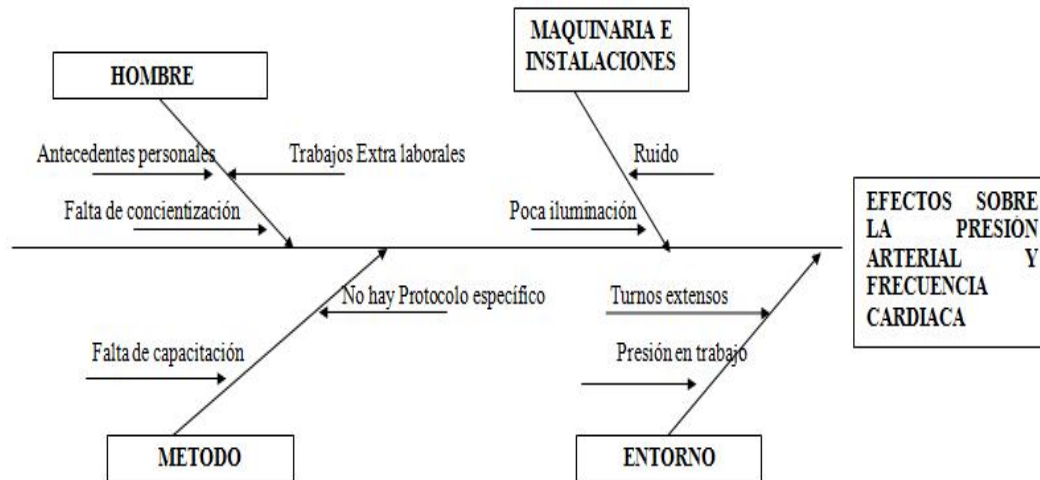 MAQUINARIA E
INSTALACIONES
HOMBRE
Antecedentes personales
Trabajos Extra laborales
Ruido
Falta de concientización
Poca iluminación
EFECTOS SOBRE
LA PRESIÓN
ARTERIAL Y
FRECUENCIA
CARDIACA
No hay Protocolo específico
Turnos extensos
Falta de capacitación
Presión en trabajo
METODO
ENTORNO